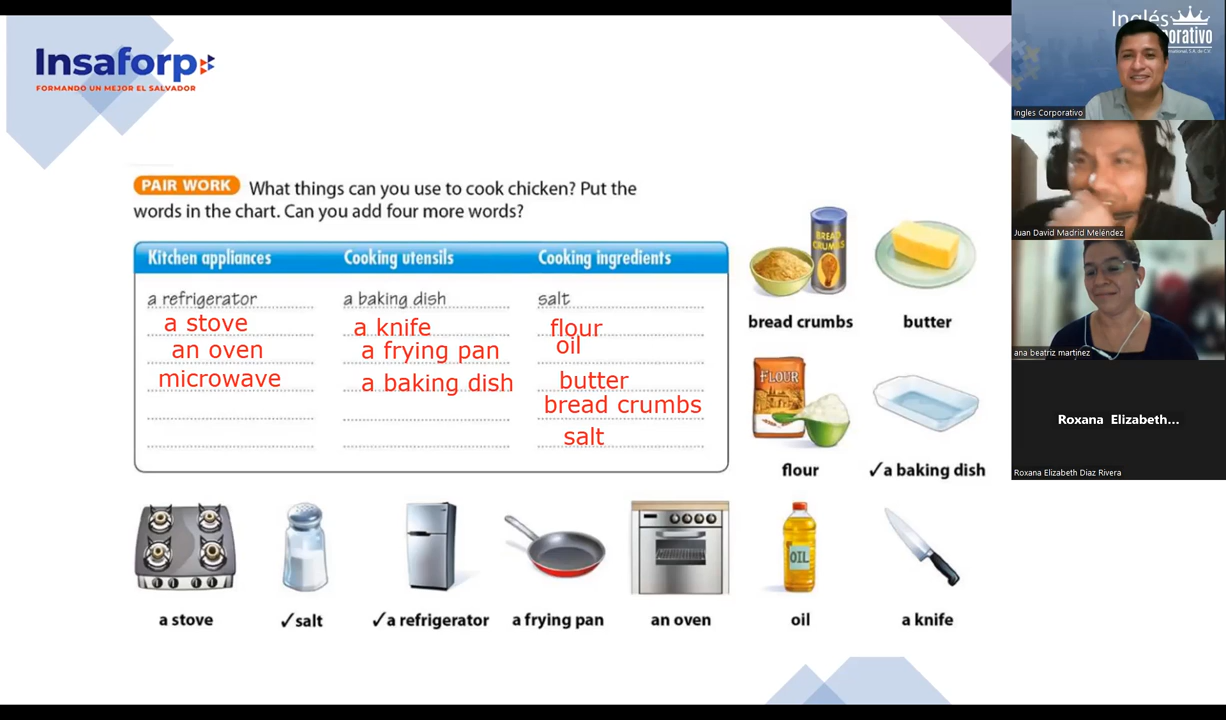 Insaforp
FORMANDO UN MEJOR EL SALVADOR
Inglés
Corporativo
Ingles Corporativo
Juan David Madrid Meléndez
ana beatriz martinez
Roxana Elizabeth...
Roxana Elizabeth Diaz Rivera
PAIR WORK What things can you use to cook chicken? Put the
words in the chart. Can you add four more words?
Kitchen appliances Cooking utensils Cooking ingredients
a refrigerator a baking dish salt
a stove a knife flour
an oven a frying pan oil
microwave a baking dish butter
bread crumbs
salt
BREAD
CRUMBS
bread crumbs butter
FLOUR
flour ✓a baking dish
OIL
a stove ✓salt ✓a refrigerator a frying pan an oven oil a knife